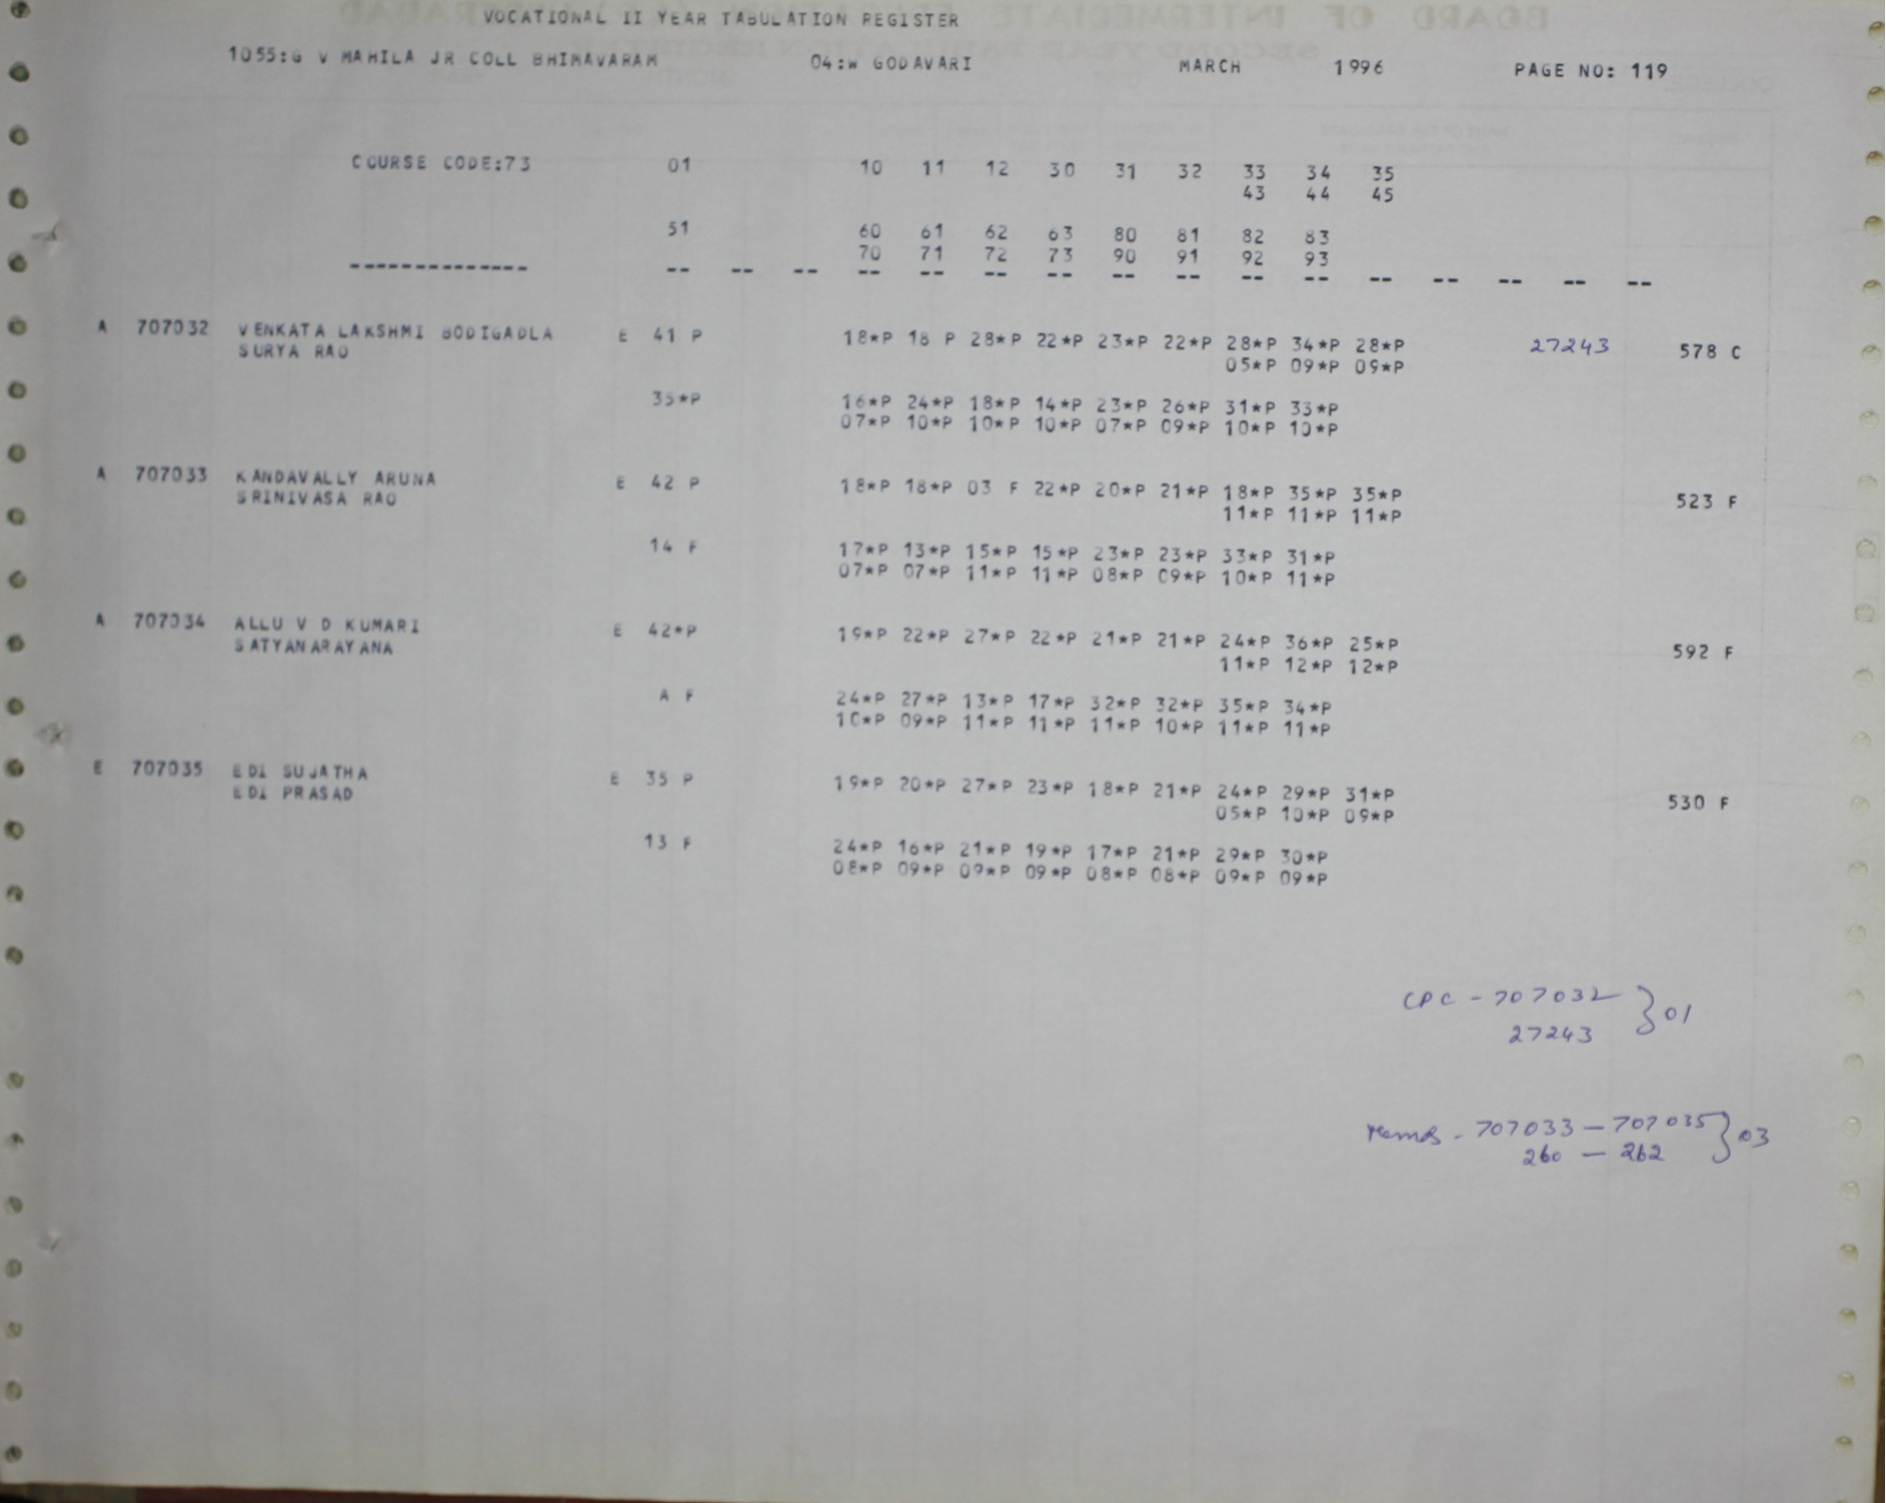 VOCATIONAL II YEAR TABULATION REGISTER
1055:G V MAHILA JR COLL BHIMAVARAM 04:W GODAVARI MARCH 1996 PAGE NO: 119
COURSE CODE:73 01 10 11 12 30 31 32 33 34 35
43 44 45
51 60 61 62 63 80 81 82 83
70 71 72 73 90 91 92 93
-------------- -- -- -- -- -- -- -- -- -- -- -- -- -- -- -- --
A 707032 VENKATA LAKSHMI BODIGADLA E 41 P 18*P 18 P 28*P 22*P 23*P 22*P 28*P 34*P 28*P 27243 578 C
SURYA RAO 05*P 09*P 09*P
35*P 16*P 24*P 18*P 14*P 23*P 26*P 31*P 33*P
07*P 10*P 10*P 10*P 07*P 09*P 10*P 10*P
A 707033 KANDAVALLY ARUNA E 42 P 18*P 18*P 03 F 22*P 20*P 21*P 18*P 35*P 35*P 523 F
SRINIVASA RAO 11*P 11*P 11*P
14 F 17*P 13*P 15*P 15*P 23*P 23*P 33*P 31*P
07*P 07*P 11*P 11*P 08*P 09*P 10*P 11*P
A 707034 ALLU V D KUMARI E 42*P 19*P 22*P 27*P 22*P 21*P 21*P 24*P 36*P 25*P 592 F
SATYANARAYANA 11*P 12*P 12*P
A F 24*P 27*P 13*P 17*P 32*P 32*P 35*P 34*P
10*P 09*P 11*P 11*P 11*P 10*P 11*P 11*P
E 707035 EDI SUJATHA E 35 P 19*P 20*P 27*P 23*P 18*P 21*P 24*P 29*P 31*P 530 F
EDI PRASAD 05*P 10*P 09*P
13 F 24*P 16*P 21*P 19*P 17*P 21*P 29*P 30*P
08*P 09*P 09*P 09*P 08*P 08*P 09*P 09*P
CPC - 707032 } 01
27243
Memos - 707033 - 707035 } 03
260 - 262